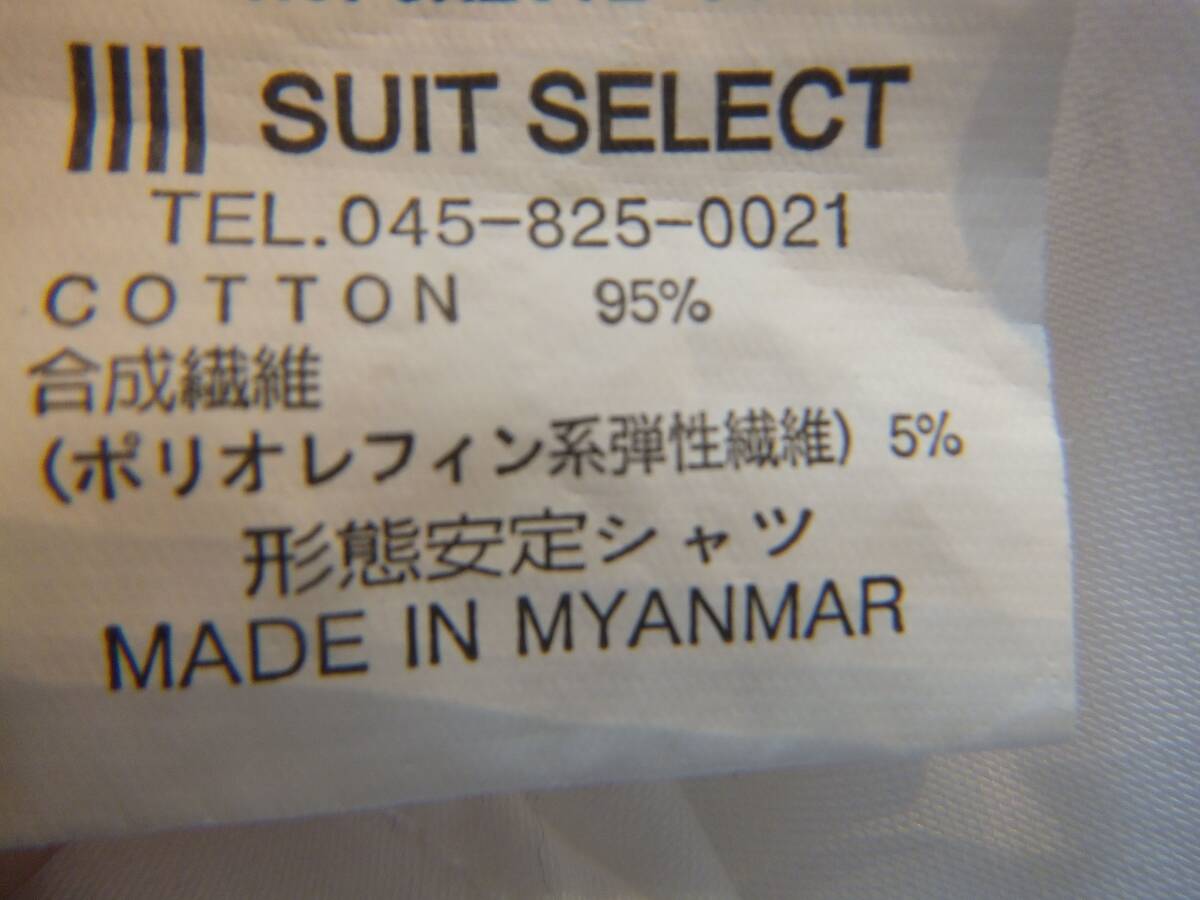 SUIT SELECT
TEL.045-825-0021
COTTON 95%
合成繊維
(ポリオレフィン系弾性繊維) 5%
形態安定シャツ
MADE IN MYANMAR